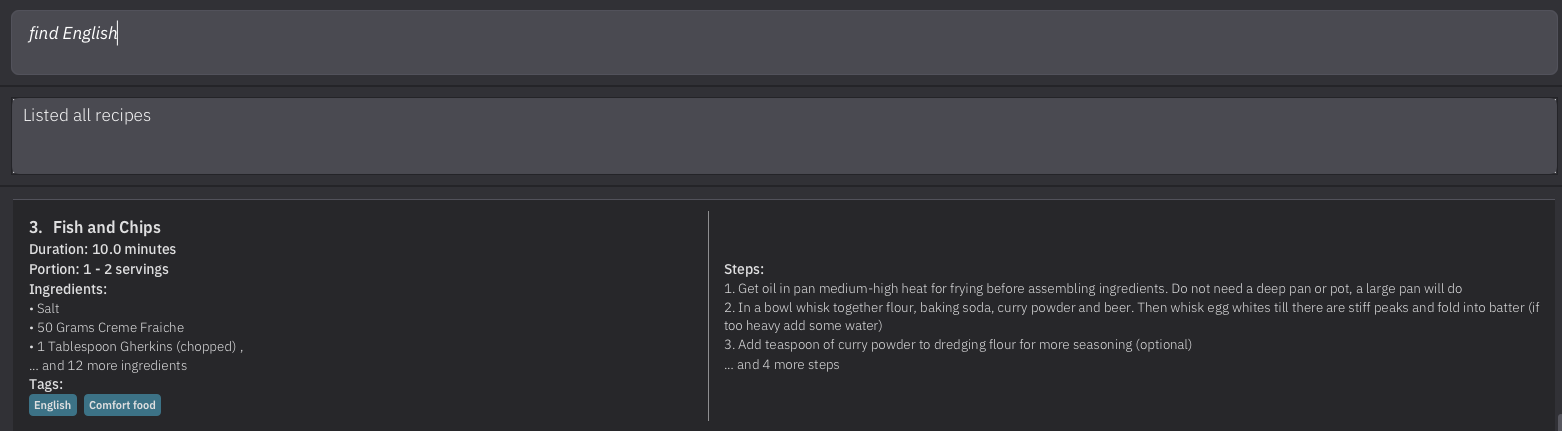 find English
Listed all recipes
3. Fish and Chips
Duration: 10.0 minutes
Portion: 1 - 2 servings
Ingredients:
• Salt
• 50 Grams Creme Fraiche
• 1 Tablespoon Gherkins (chopped) ,
... and 12 more ingredients
Tags:
English Comfort food
Steps:
1. Get oil in pan medium-high heat for frying before assembling ingredients. Do not need a deep pan or pot, a large pan will do
2. In a bowl whisk together flour, baking soda, curry powder and beer. Then whisk egg whites till there are stiff peaks and fold into batter (if
too heavy add some water)
3. Add teaspoon of curry powder to dredging flour for more seasoning (optional)
... and 4 more steps